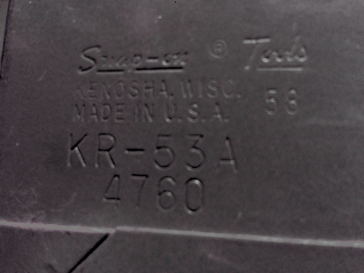 Snap-on ® Tools
KENOSHA, WISC. 58
MADE IN U.S.A.
KR-53A
4760